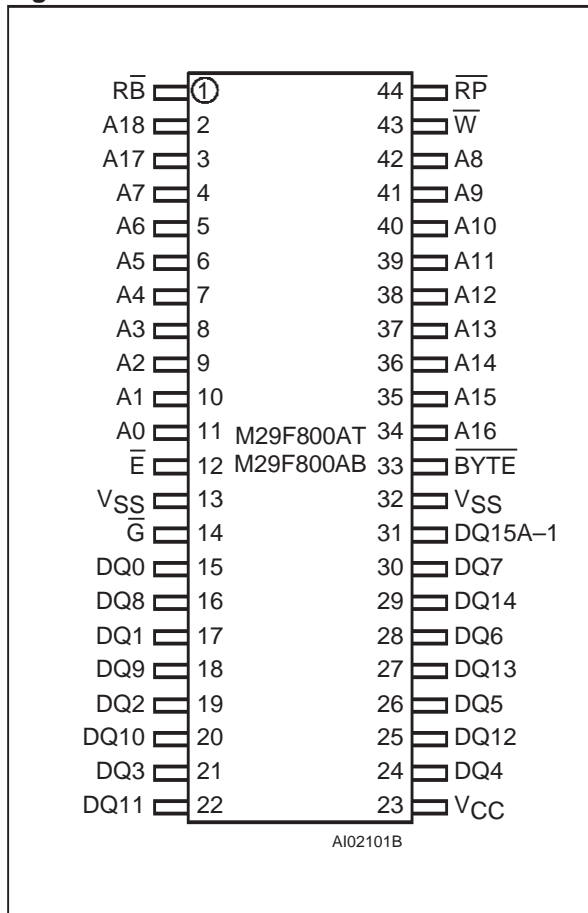 RB̅ 1 44 R̅P̅
A18 2 43 W̅
A17 3 42 A8
A7 4 41 A9
A6 5 40 A10
A5 6 39 A11
A4 7 38 A12
A3 8 37 A13
A2 9 36 A14
A1 10 35 A15
A0 11 M29F800AT 34 A16
E̅ 12 M29F800AB 33 B̅Y̅T̅E̅
VSS 13 32 VSS
G̅ 14 31 DQ15A–1
DQ0 15 30 DQ7
DQ8 16 29 DQ14
DQ1 17 28 DQ6
DQ9 18 27 DQ13
DQ2 19 26 DQ5
DQ10 20 25 DQ12
DQ3 21 24 DQ4
DQ11 22 23 VCC
AI02101B